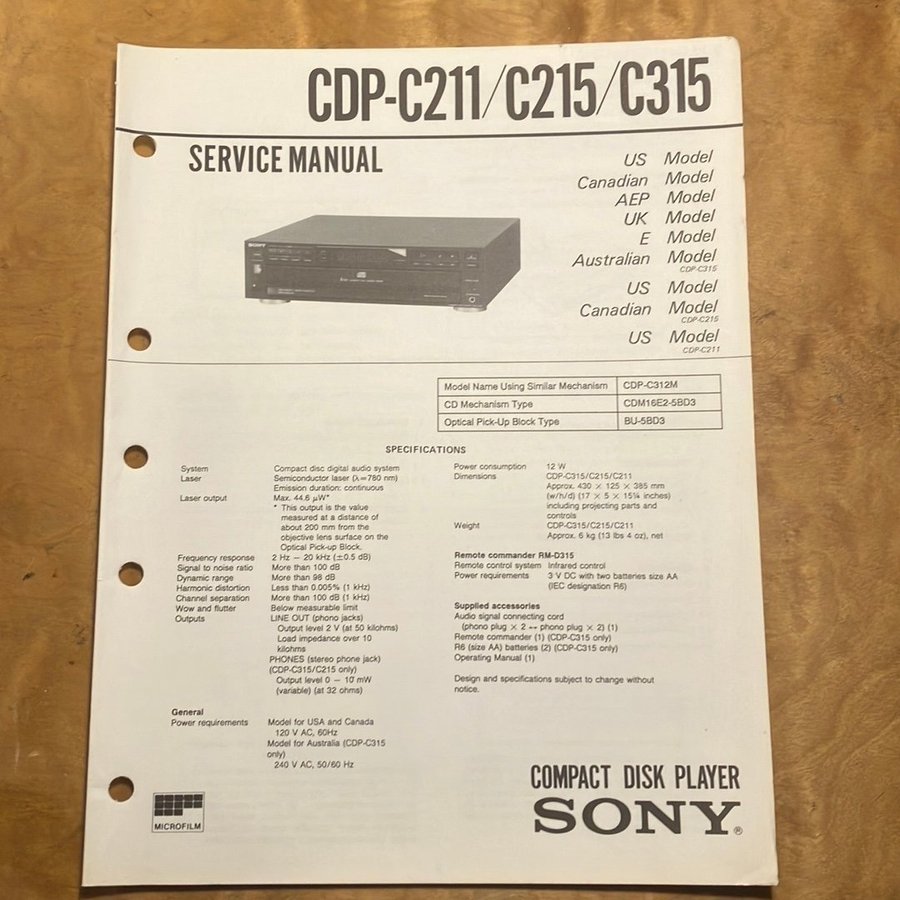 CDP-C211/C215/C315
SERVICE MANUAL
US Model
Canadian Model
AEP Model
UK Model
E Model
Australian Model
CDP-C315
US Model
Canadian Model
CDP-C215
US Model
CDP-C211
SONY
Model Name Using Similar Mechanism CDP-C312M
CD Mechanism Type CDM16E2-5BD3
Optical Pick-Up Block Type BU-5BD3
SPECIFICATIONS
System Compact disc digital audio system
Laser Semiconductor laser (λ=780 nm)
Emission duration: continuous
Laser output Max. 44.6 μW*
* This output is the value
measured at a distance of
about 200 mm from the
objective lens surface on the
Optical Pick-up Block.
Frequency response 2 Hz – 20 kHz (±0.5 dB)
Signal to noise ratio More than 100 dB
Dynamic range More than 98 dB
Harmonic distortion Less than 0.005% (1 kHz)
Channel separation More than 100 dB (1 kHz)
Wow and flutter Below measurable limit
Outputs LINE OUT (phono jacks)
Output level 2 V (at 50 kilohms)
Load impedance over 10
kilohms
PHONES (stereo phone jack)
(CDP-C315/C215 only)
Output level 0 – 10 mW
(variable) (at 32 ohms)
General
Power requirements Model for USA and Canada
120 V AC, 60Hz
Model for Australia (CDP-C315
only)
240 V AC, 50/60 Hz
Power consumption 12 W
Dimensions CDP-C315/C215/C211
Approx. 430 × 125 × 385 mm
(w/h/d) (17 × 5 × 15¼ inches)
including projecting parts and
controls
Weight CDP-C315/C215/C211
Approx. 6 kg (13 lbs 4 oz), net
Remote commander RM-D315
Remote control system Infrared control
Power requirements 3 V DC with two batteries size AA
(IEC designation R6)
Supplied accessories
Audio signal connecting cord
(phono plug × 2 ↔ phono plug × 2) (1)
Remote commander (1) (CDP-C315 only)
R6 (size AA) batteries (2) (CDP-C315 only)
Operating Manual (1)
Design and specifications subject to change without
notice.
MICROFILM
COMPACT DISK PLAYER
SONY®